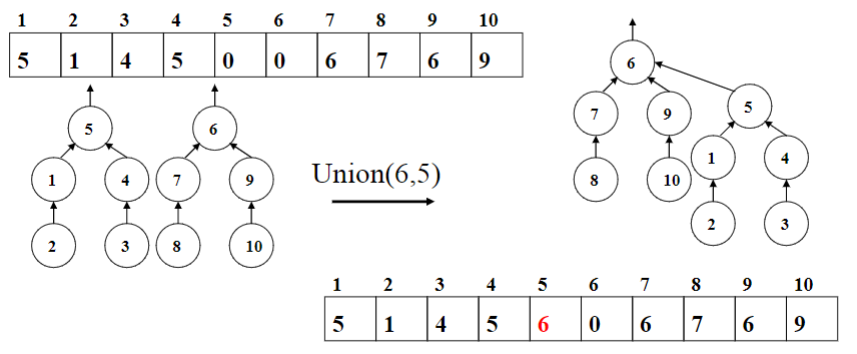 1 2 3 4 5 6 7 8 9 10
5 1 4 5 0 0 6 7 6 9
5 6
1 4 7 9
2 3 8 10
Union(6,5)
6
7 9 5
1 4
8 10
2 3
1 2 3 4 5 6 7 8 9 10
5 1 4 5 6 0 6 7 6 9